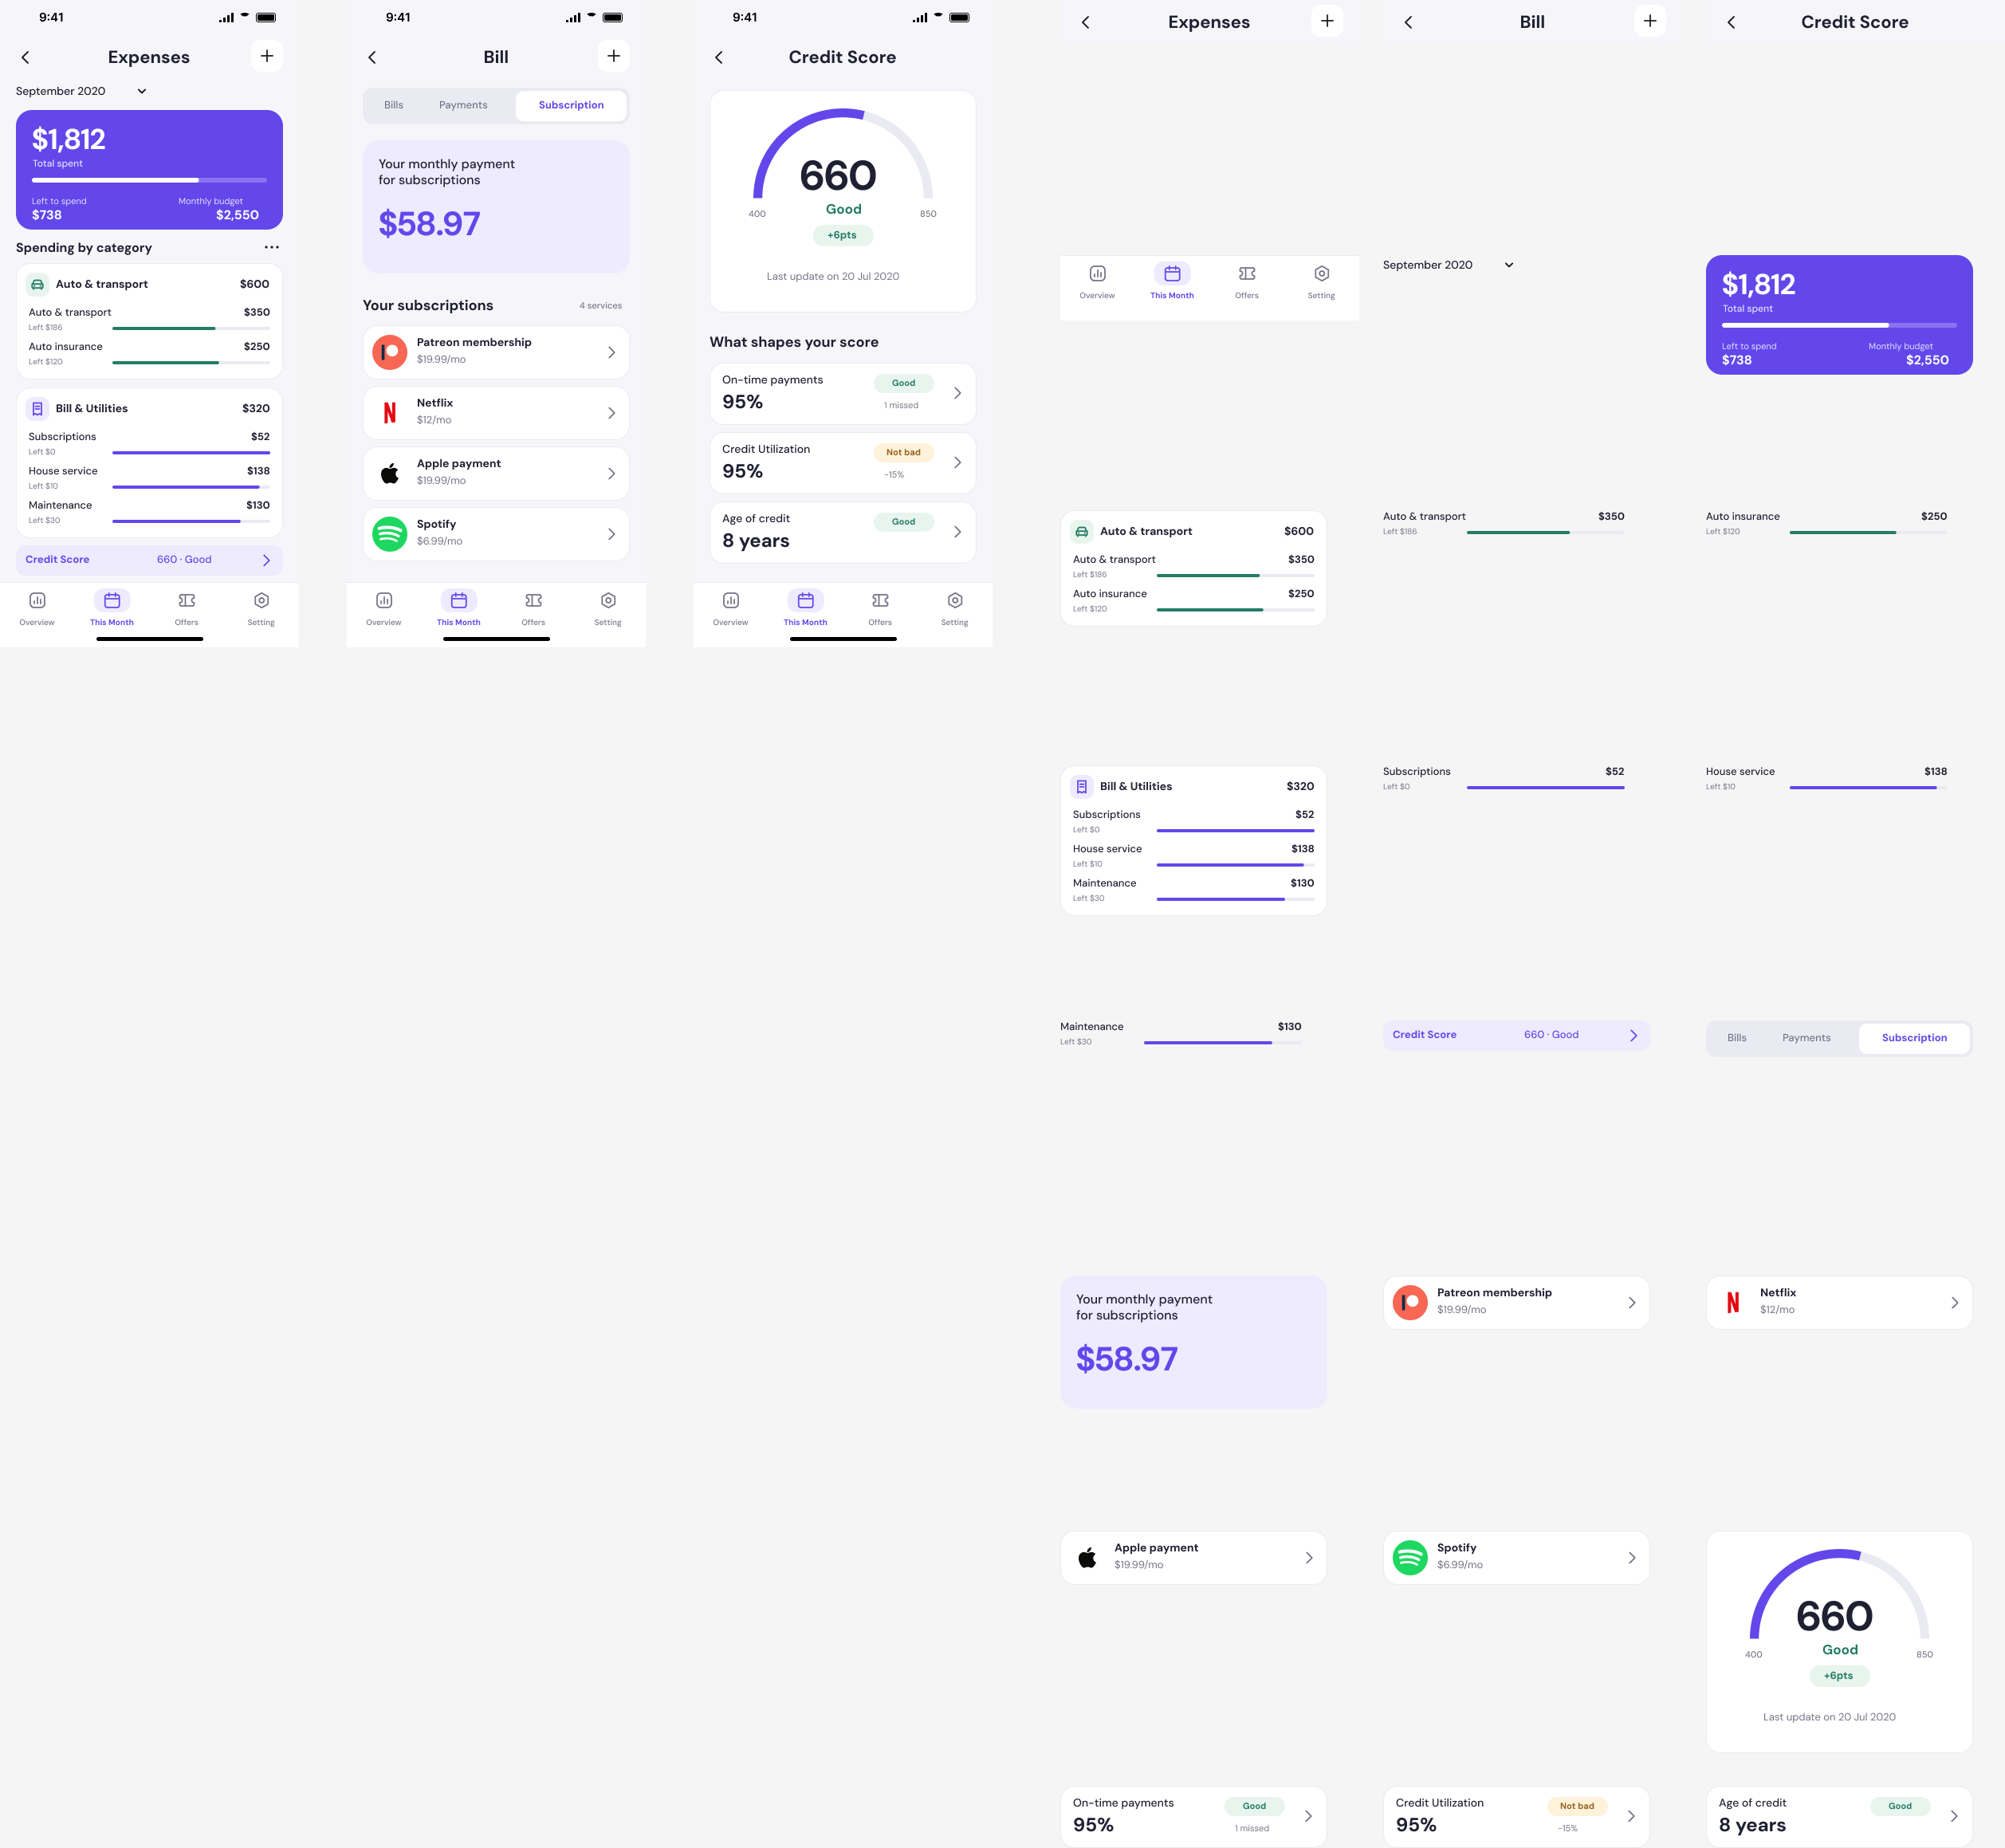 9:41
Expenses
September 2020
$1,812
Total spent
Left to spend
Monthly budget
$738
$2,550
Spending by category
Auto & transport
$600
Auto & transport
$350
Left $186
Auto insurance
$250
Left $120
Bill & Utilities
$320
Subscriptions
$52
Left $0
House service
$138
Left $10
Maintenance
$130
Left $30
Credit Score
660 · Good
Overview
This Month
Offers
Setting
9:41
Bill
Bills
Payments
Subscription
Your monthly payment
for subscriptions
$58.97
Your subscriptions
4 services
Patreon membership
$19.99/mo
Netflix
$12/mo
Apple payment
$19.99/mo
Spotify
$6.99/mo
Overview
This Month
Offers
Setting
9:41
Credit Score
660
Good
400
850
+6pts
Last update on 20 Jul 2020
What shapes your score
On-time payments
Good
95%
1 missed
Credit Utilization
Not bad
95%
-15%
Age of credit
Good
8 years
Overview
This Month
Offers
Setting
Expenses
Bill
Credit Score
Overview
This Month
Offers
Setting
September 2020
$1,812
Total spent
Left to spend
Monthly budget
$738
$2,550
Auto & transport
$600
Auto & transport
$350
Left $186
Auto insurance
$250
Left $120
Auto & transport
$350
Left $186
Auto insurance
$250
Left $120
Bill & Utilities
$320
Subscriptions
$52
Left $0
House service
$138
Left $10
Maintenance
$130
Left $30
Subscriptions
$52
Left $0
House service
$138
Left $10
Maintenance
$130
Left $30
Credit Score
660 · Good
Bills
Payments
Subscription
Your monthly payment
for subscriptions
$58.97
Patreon membership
$19.99/mo
Netflix
$12/mo
Apple payment
$19.99/mo
Spotify
$6.99/mo
660
Good
400
850
+6pts
Last update on 20 Jul 2020
On-time payments
Good
95%
1 missed
Credit Utilization
Not bad
95%
-15%
Age of credit
Good
8 years